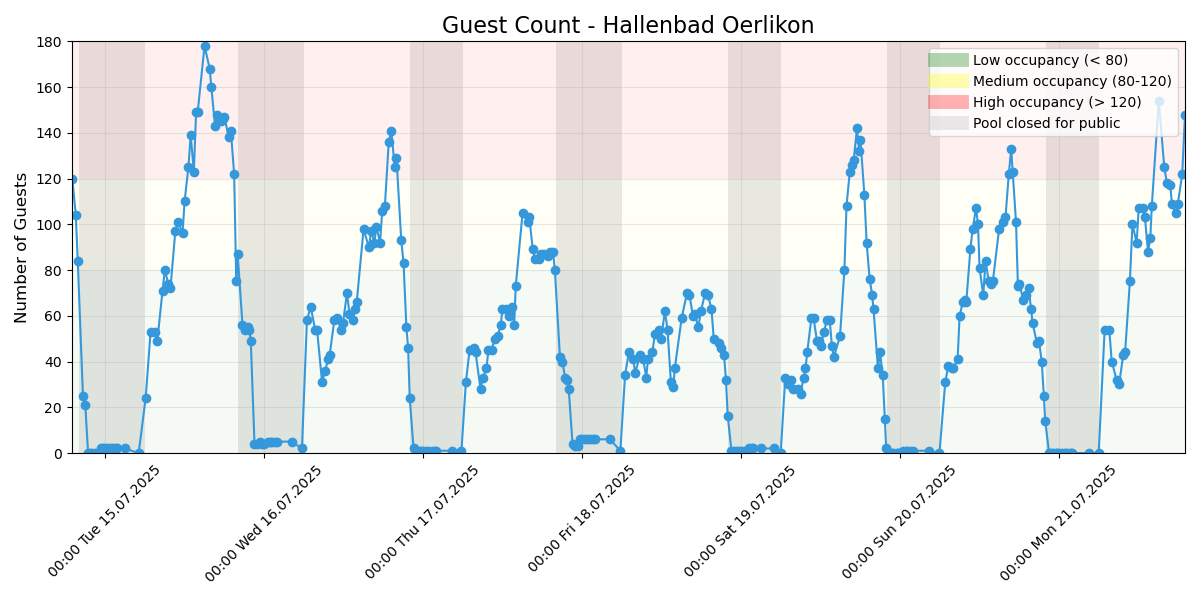 Guest Count - Hallenbad Oerlikon
Number of Guests
180
160
140
120
100
80
60
40
20
0
Low occupancy (< 80)
Medium occupancy (80-120)
High occupancy (> 120)
Pool closed for public
00:00 Tue 15.07.2025
00:00 Wed 16.07.2025
00:00 Thu 17.07.2025
00:00 Fri 18.07.2025
00:00 Sat 19.07.2025
00:00 Sun 20.07.2025
00:00 Mon 21.07.2025